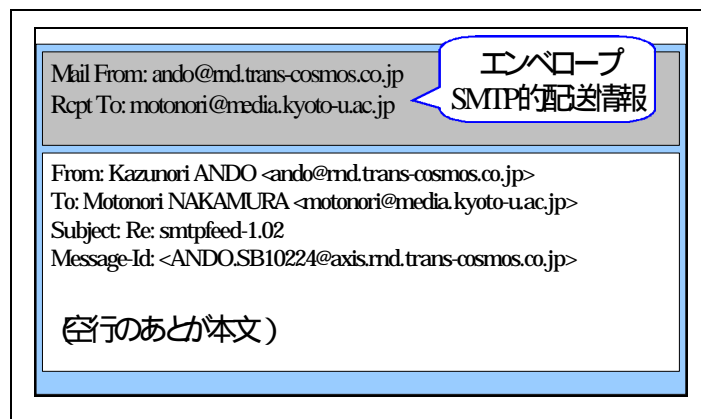 Mail From: ando@rnd.trans-cosmos.co.jp
Rcpt To: motonori@media.kyoto-u.ac.jp
エンベロープ
SMTP的配送情報
From: Kazunori ANDO <ando@rnd.trans-cosmos.co.jp>
To: Motonori NAKAMURA <motonori@media.kyoto-u.ac.jp>
Subject: Re: smtpfeed-1.02
Message-Id: <ANDO.SB10224@axis.rnd.trans-cosmos.co.jp>
(空行のあとが本文)